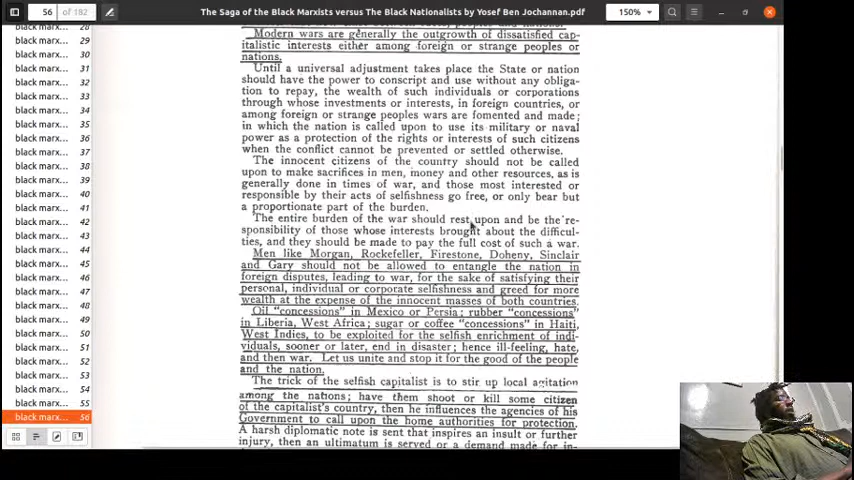 56 of 182
The Saga of the Black Marxists versus The Black Nationalists by Yosef Ben Jochannan.pdf
150%
black marx... 28
black marx... 29
black marx... 30
black marx... 31
black marx... 32
black marx... 33
black marx... 34
black marx... 35
black marx... 36
black marx... 37
black marx... 38
black marx... 39
black marx... 40
black marx... 41
black marx... 42
black marx... 43
black marx... 44
black marx... 45
black marx... 46
black marx... 47
black marx... 48
black marx... 49
black marx... 50
black marx... 51
black marx... 52
black marx... 53
black marx... 54
black marx... 55
black marx... 56
Modern wars are generally the outgrowth of dissatisfied cap-
italistic interests either among foreign or strange peoples or
nations.
Until a universal adjustment takes place the State or nation
should have the power to conscript and use without any obliga-
tion to repay, the wealth of such individuals or corporations
through whose investments or interests, in foreign countries, or
among foreign or strange peoples wars are fomented and made;
in which the nation is called upon to use its military or naval
power as a protection of the rights or interests of such citizens
when the conflict cannot be prevented or settled otherwise.
The innocent citizens of the country should not be called
upon to make sacrifices in men, money and other resources, as is
generally done in times of war, and those most interested or
responsible by their acts of selfishness go free, or only bear but
a proportionate part of the burden.
The entire burden of the war should rest upon and be the re-
sponsibility of those whose interests brought about the difficul-
ties, and they should be made to pay the full cost of such a war.
Men like Morgan, Rockefeller, Firestone, Doheny, Sinclair
and Gary should not be allowed to entangle the nation in
foreign disputes, leading to war, for the sake of satisfying their
personal, individual or corporate selfishness and greed for more
wealth at the expense of the innocent masses of both countries.
Oil "concessions" in Mexico or Persia; rubber "concessions"
in Liberia, West Africa; sugar or coffee "concessions" in Haiti,
West Indies, to be exploited for the selfish enrichment of indi-
viduals, sooner or later, end in disaster; hence ill-feeling, hate,
and then war. Let us unite and stop it for the good of the people
and the nation.
The trick of the selfish capitalist is to stir up local agitation
among the nations; have them shoot or kill some citizen
of the capitalist's country, then he influences the agencies of his
Government to call upon the home authorities for protection.
A harsh diplomatic note is sent that inspires an insult or further
injury, then an ultimatum is served or a demand made for in-